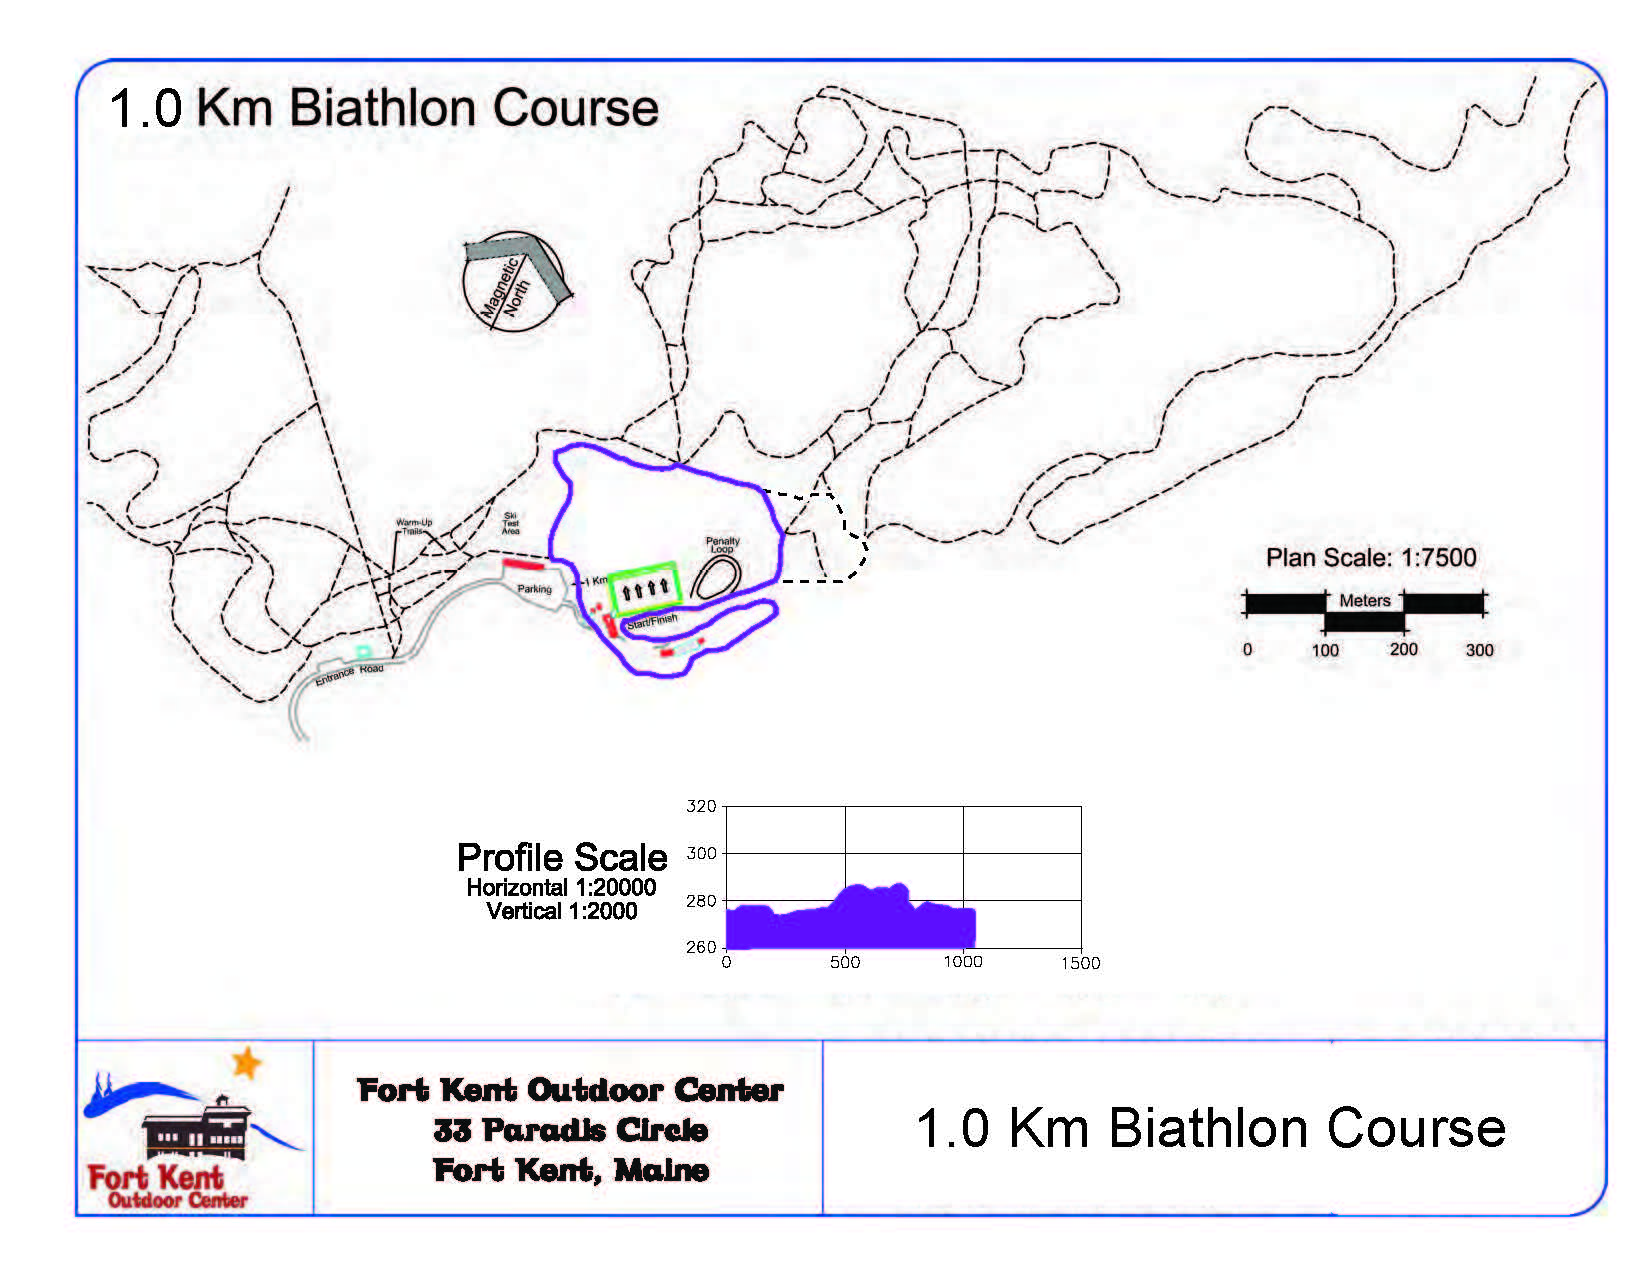 1.0 Km Biathlon Course
Magnetic
North
Warm-Up
Trails
Ski
Test
Area
Penalty
Loop
Parking
1 Km
Start/Finish
Entrance Road
Plan Scale: 1:7500
Meters
0 100 200 300
Profile Scale
Horizontal 1:20000
Vertical 1:2000
320
300
280
260
0 500 1000 1500
Fort Kent
Outdoor Center
Fort Kent Outdoor Center
33 Paradis Circle
Fort Kent, Maine
1.0 Km Biathlon Course